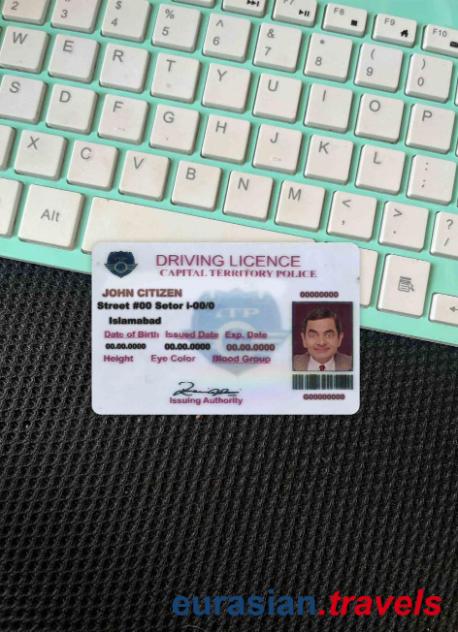 @ 2 # 3 $ 4 % 5 ^ 6 & 7 * 8 ( 9 ) 0
F7 F8 F9 F10
W E R T Y U I O P
S D F G H J K L : ;
X C V B N M < , > . ? /
Alt
DRIVING LICENCE
CAPITAL TERRITORY POLICE
JOHN CITIZEN
00000000
Street #00 Setor i-00/0
ITP
Islamabad
Date of Birth Issued Date Exp. Date
00.00.0000 00.00.0000 00.00.0000
Height Eye Color Blood Group
Issuing Authority
G00000000
eurasian.travels